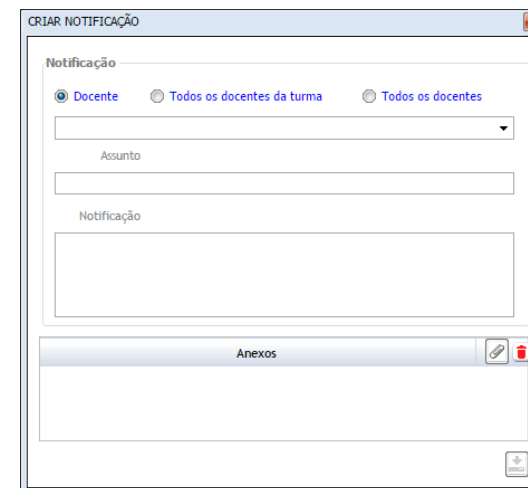 CRIAR NOTIFICAÇÃO
Notificação
Docente Todos os docentes da turma Todos os docentes
Assunto
Notificação
Anexos